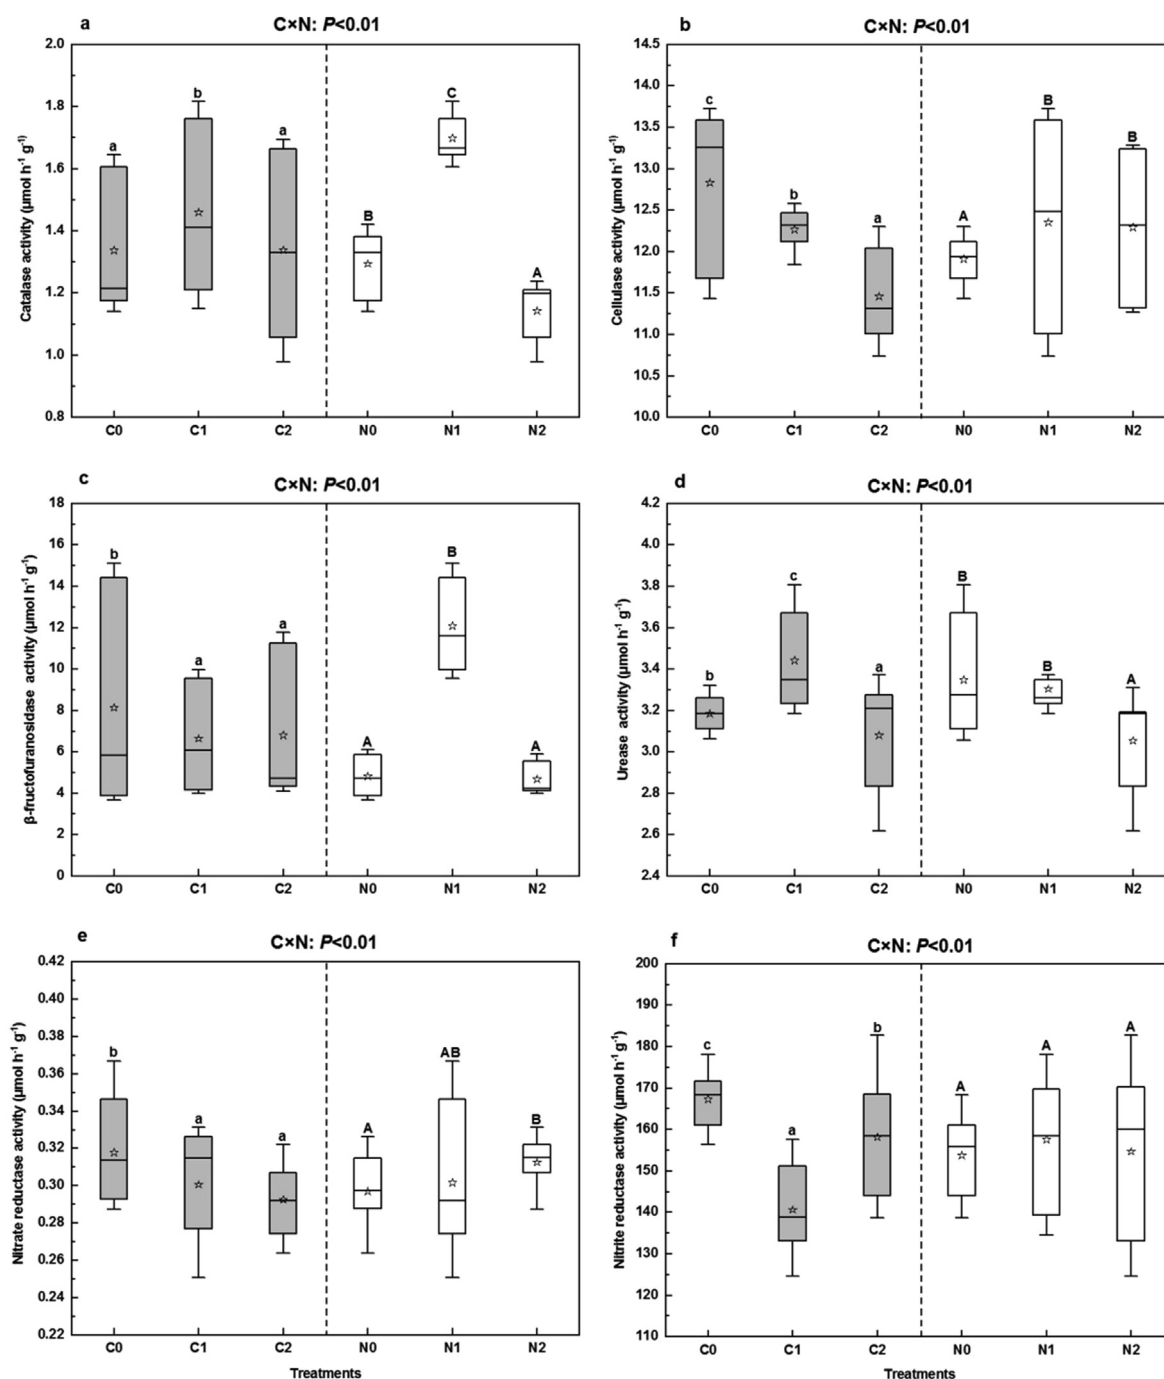 a
C×N: P<0.01
Catalase activity (μmol h⁻¹ g⁻¹)
2.0
1.8
1.6
1.4
1.2
1.0
0.8
a
b
a
B
C
A
C0 C1 C2 N0 N1 N2
b
C×N: P<0.01
Cellulase activity (μmol h⁻¹ g⁻¹)
14.5
14.0
13.5
13.0
12.5
12.0
11.5
11.0
10.5
10.0
c
b
a
A
B
B
C0 C1 C2 N0 N1 N2
c
C×N: P<0.01
β-fructofuranosidase activity (μmol h⁻¹ g⁻¹)
18
16
14
12
10
8
6
4
2
0
b
a
a
A
B
A
C0 C1 C2 N0 N1 N2
d
C×N: P<0.01
Urease activity (μmol h⁻¹ g⁻¹)
4.2
4.0
3.8
3.6
3.4
3.2
3.0
2.8
2.6
2.4
b
c
a
B
B
A
C0 C1 C2 N0 N1 N2
e
C×N: P<0.01
Nitrate reductase activity (μmol h⁻¹ g⁻¹)
0.42
0.40
0.38
0.36
0.34
0.32
0.30
0.28
0.26
0.24
0.22
b
a
a
A
AB
B
C0 C1 C2 N0 N1 N2
Treatments
f
C×N: P<0.01
Nitrite reductase activity (μmol h⁻¹ g⁻¹)
200
190
180
170
160
150
140
130
120
110
c
a
b
A
A
A
C0 C1 C2 N0 N1 N2
Treatments